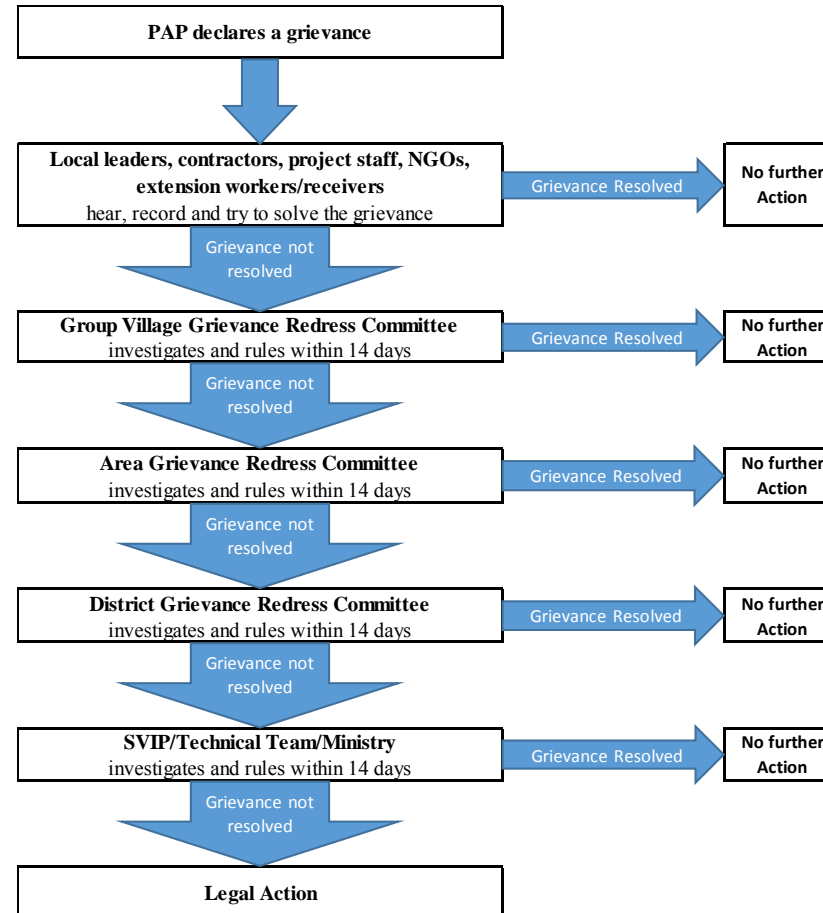 PAP declares a grievance
Local leaders, contractors, project staff, NGOs,
extension workers/receivers
hear, record and try to solve the grievance
Grievance Resolved
No further
Action
Grievance not
resolved
Group Village Grievance Redress Committee
investigates and rules within 14 days
Grievance Resolved
No further
Action
Grievance not
resolved
Area Grievance Redress Committee
investigates and rules within 14 days
Grievance Resolved
No further
Action
Grievance not
resolved
District Grievance Redress Committee
investigates and rules within 14 days
Grievance Resolved
No further
Action
Grievance not
resolved
SVIP/Technical Team/Ministry
investigates and rules within 14 days
Grievance Resolved
No further
Action
Grievance not
resolved
Legal Action